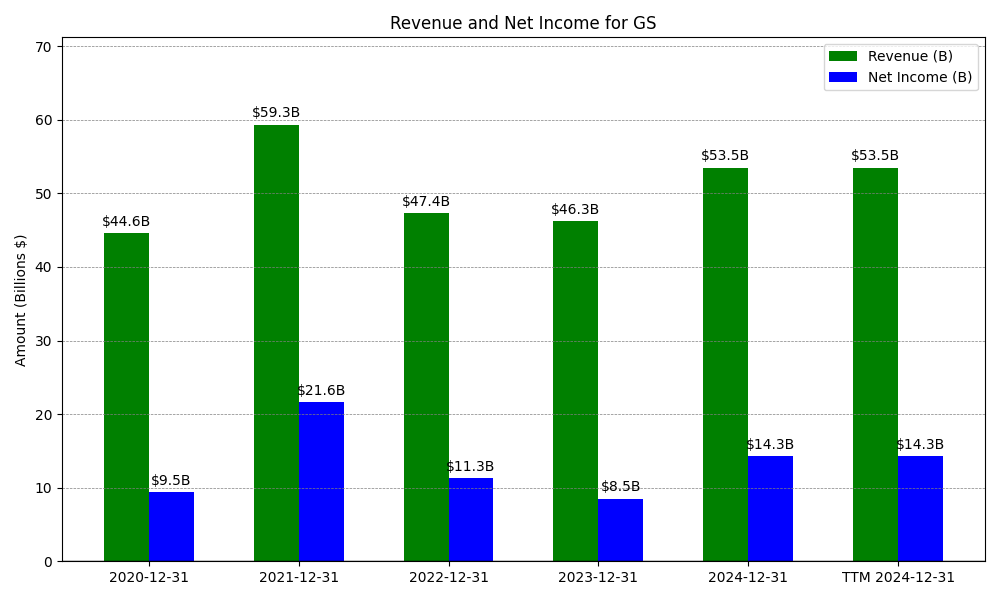 Revenue and Net Income for GS
Revenue (B)
Net Income (B)
Amount (Billions $)
70
60
50
40
30
20
10
0
$44.6B
$9.5B
$59.3B
$21.6B
$47.4B
$11.3B
$46.3B
$8.5B
$53.5B
$14.3B
$53.5B
$14.3B
2020-12-31
2021-12-31
2022-12-31
2023-12-31
2024-12-31
TTM 2024-12-31